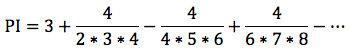 PI = 3 + 4/(2 * 3 * 4) − 4/(4 * 5 * 6) + 4/(6 * 7 * 8) − ⋯